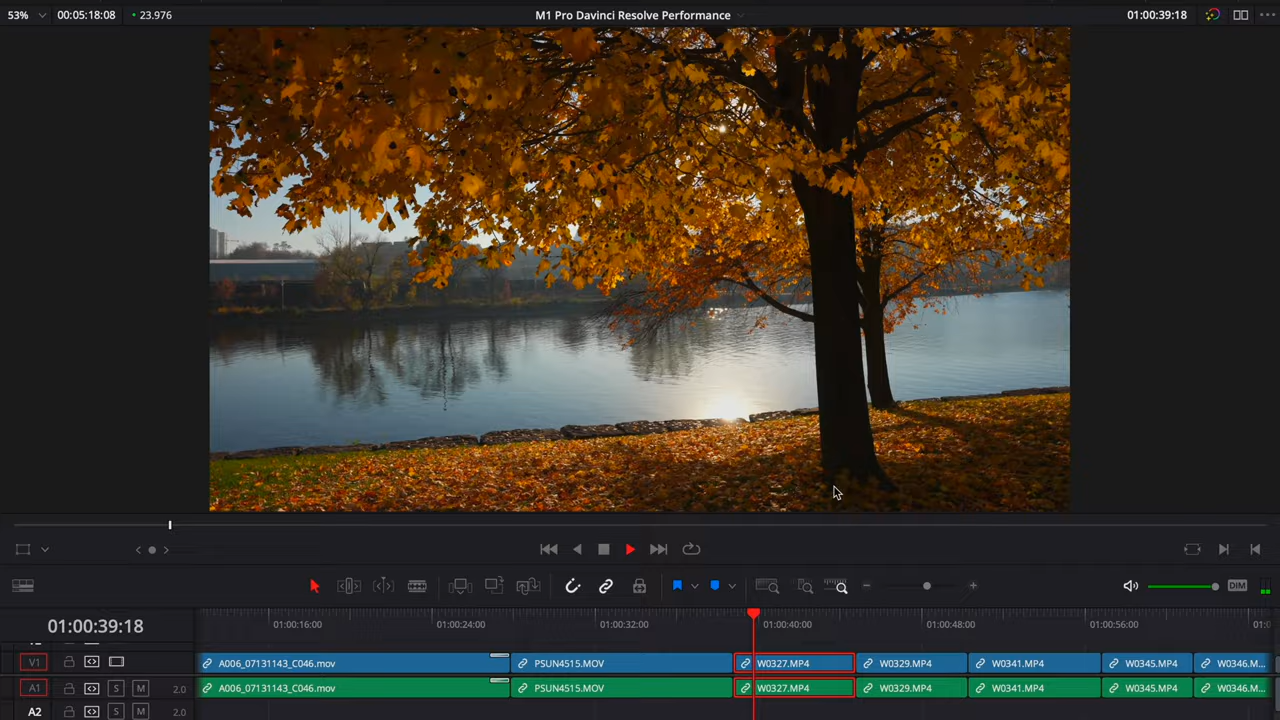 53% 00:05:18:08 23.976 M1 Pro Davinci Resolve Performance 01:00:39:18
DIM
01:00:39:18 01:00:16:00 01:00:24:00 01:00:32:00 01:00:40:00 01:00:48:00 01:00:56:00
V1 A006_07131143_C046.mov PSUN4515.MOV W0327.MP4 W0329.MP4 W0341.MP4 W0345.MP4 W0346.M...
A1 S M 2.0 A006_07131143_C046.mov PSUN4515.MOV W0327.MP4 W0329.MP4 W0341.MP4 W0345.MP4 W0346.M...
A2 S M 2.0